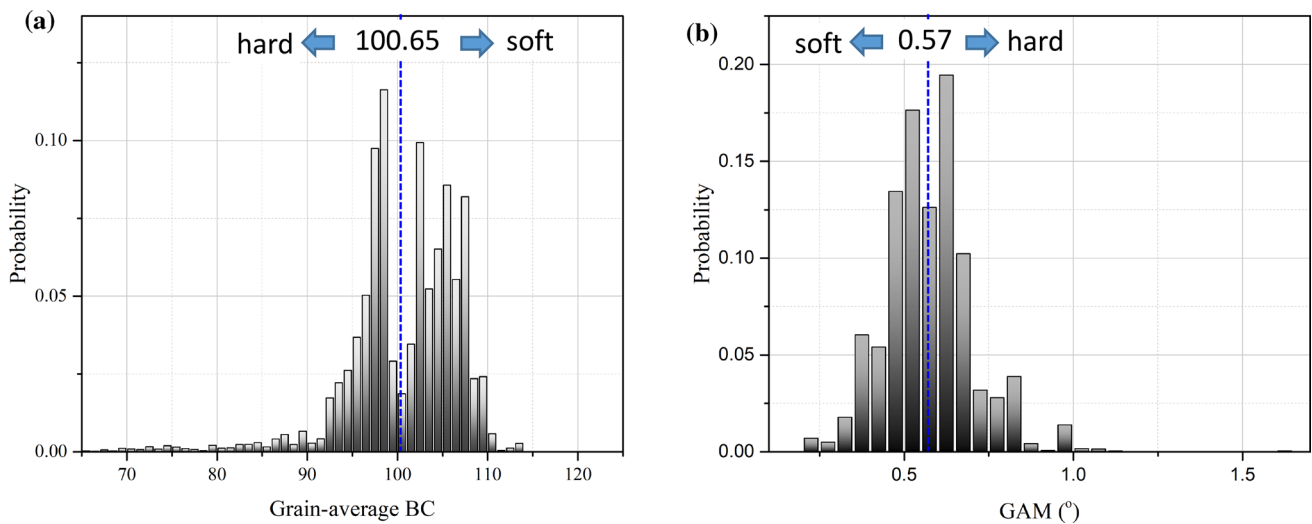 (a)
hard 100.65 soft
0.10
0.05
0.00
Probability
70 80 90 100 110 120
Grain-average BC
(b)
soft 0.57 hard
0.20
0.15
0.10
0.05
0.00
Probability
0.5 1.0 1.5
GAM (°)